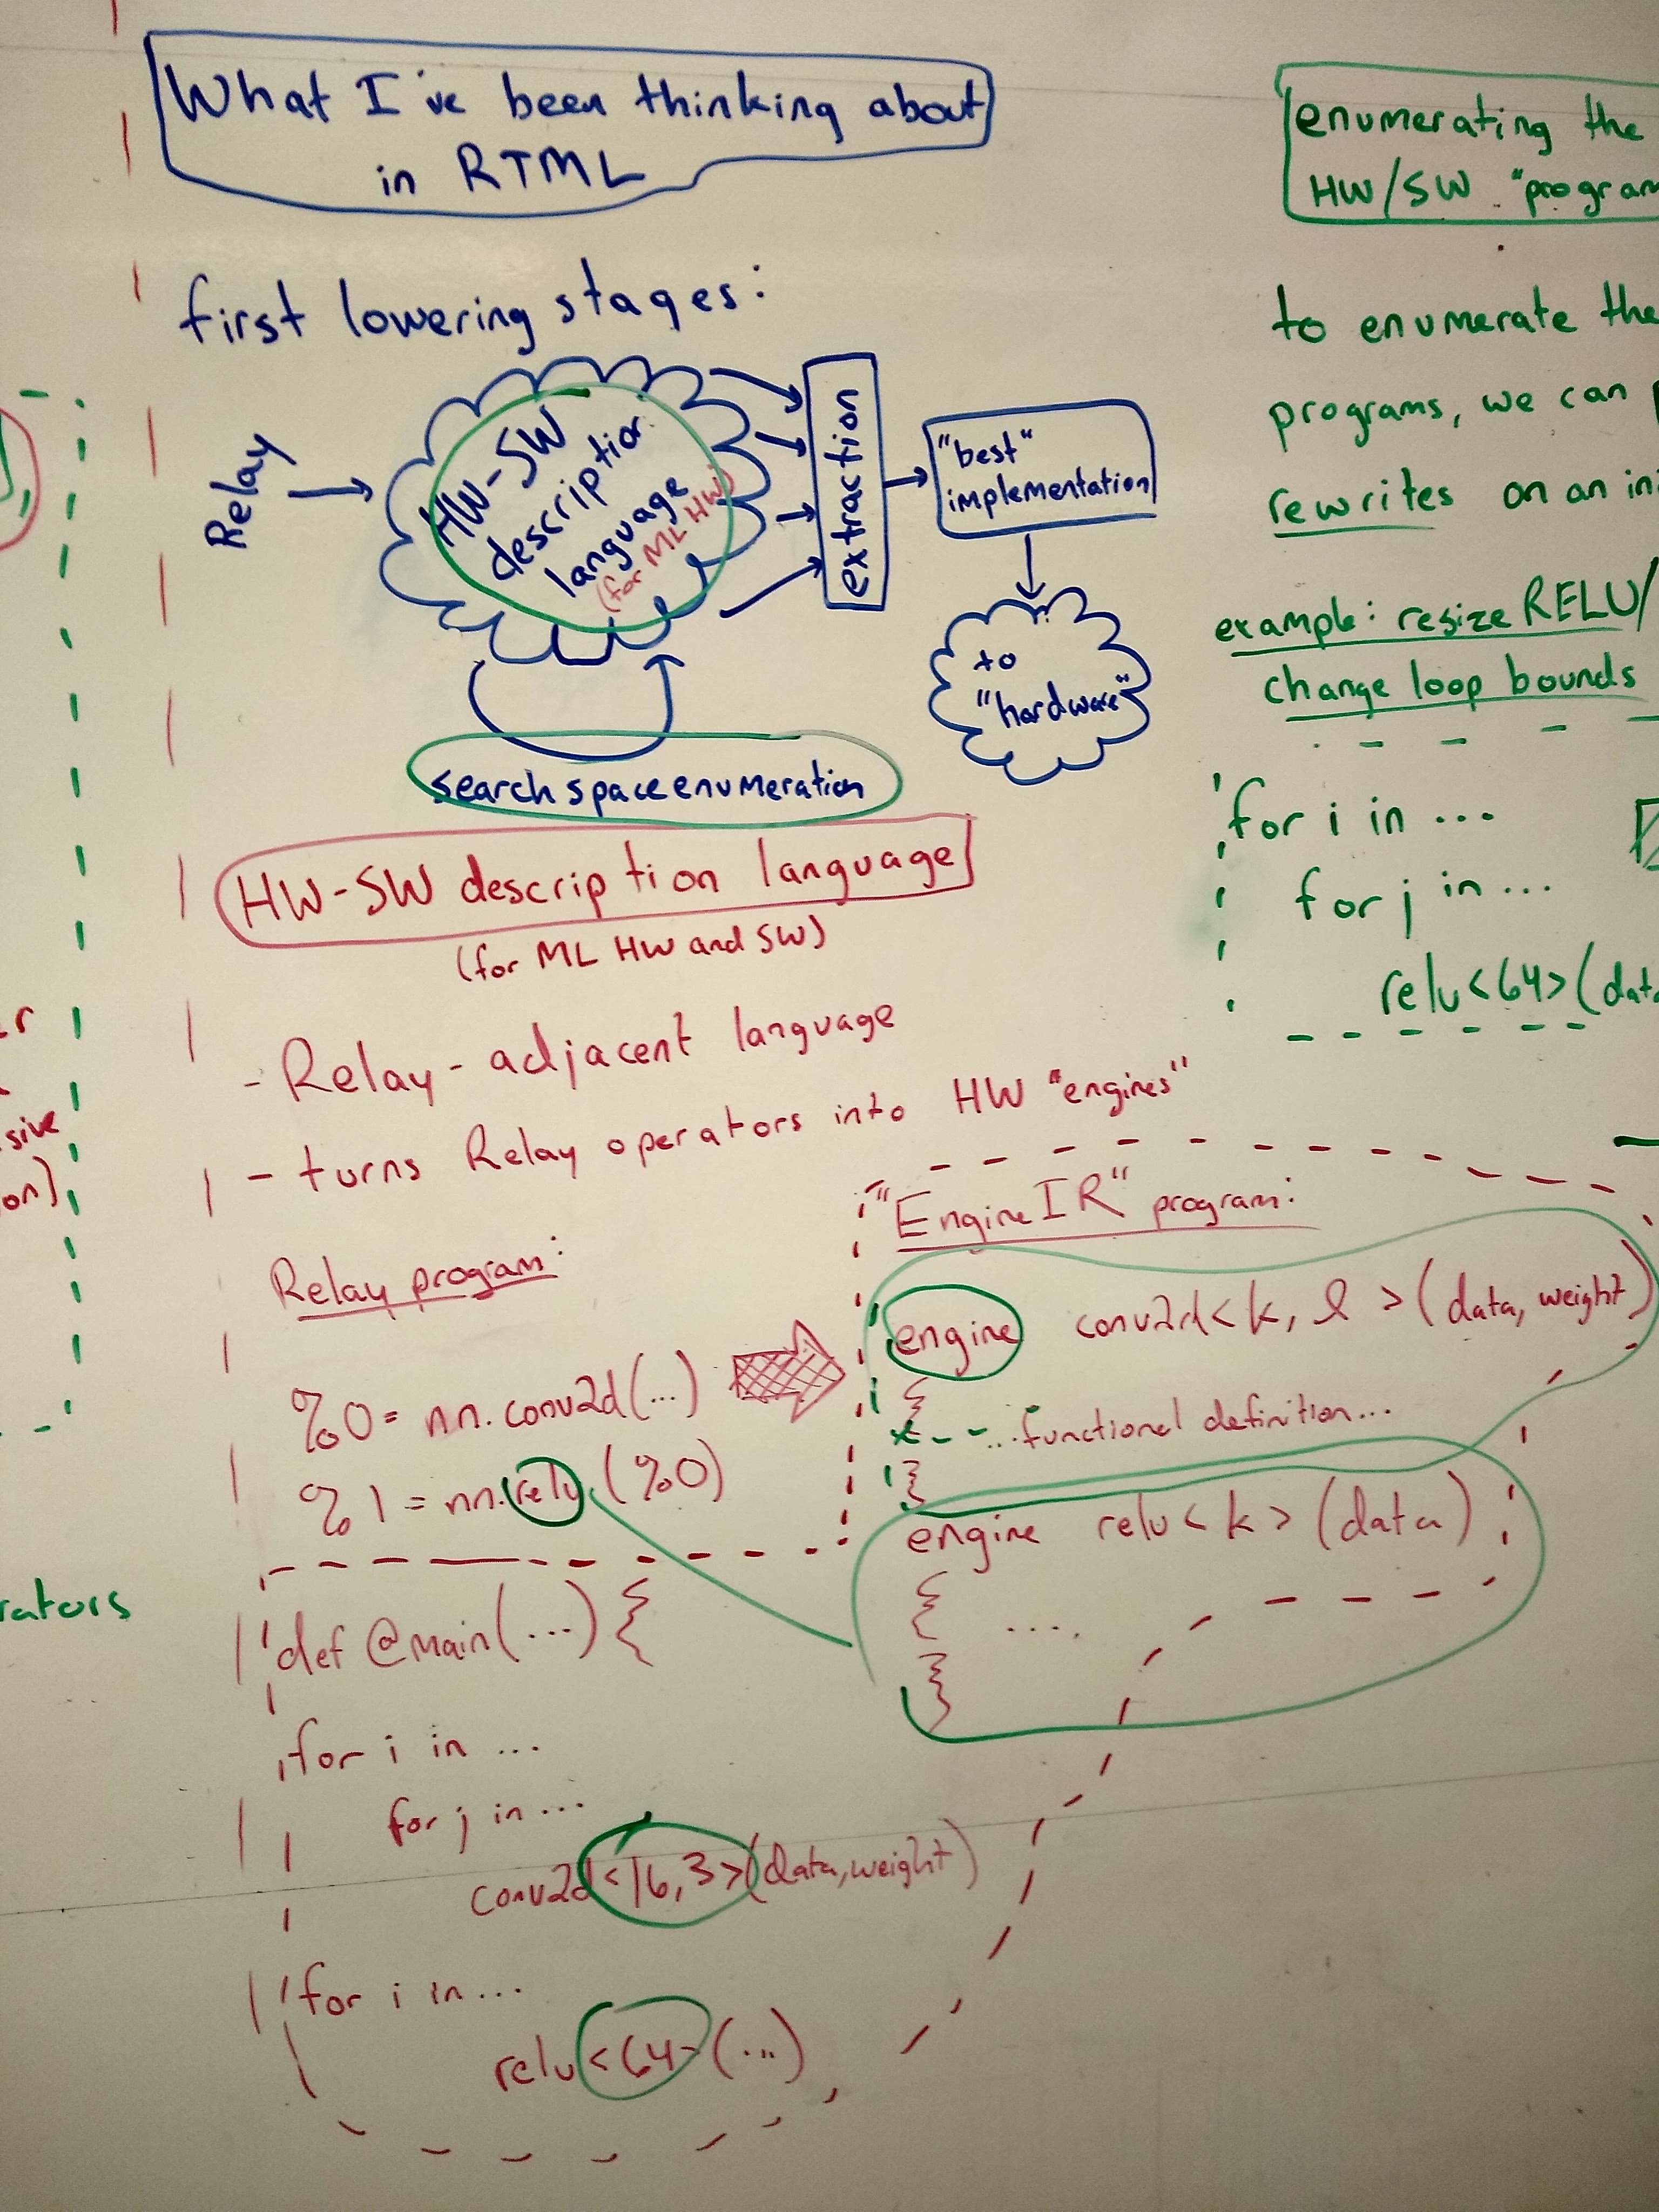 What I've been thinking about
in RTML
first lowering stages:
Relay
HW-SW
description
language
(for ML HW)
extraction
"best"
implementation
to
"hardware"
search space enumeration
HW-SW description language
(for ML HW and SW)
- Relay-adjacent language
- turns Relay operators into HW "engines"
Relay program:
%0 = nn.conv2d(...)
%1 = nn.relu(%0)
"EngineIR" program:
engine conv2d<k, l>(data, weight)
{
...functional definition...
}
engine relu<k>(data)
{ ....
}
def @main(...) {
for i in ...
for j in ...
conv2d<16,3>(data,weight)
for i in ...
relu<64>(...)
enumerating the
HW/SW "program
to enumerate the
programs, we can
rewrites on an ini
example: resize RELU/
change loop bounds
for i in ...
for j in ...
relu<64>(data
sive
on)
rators